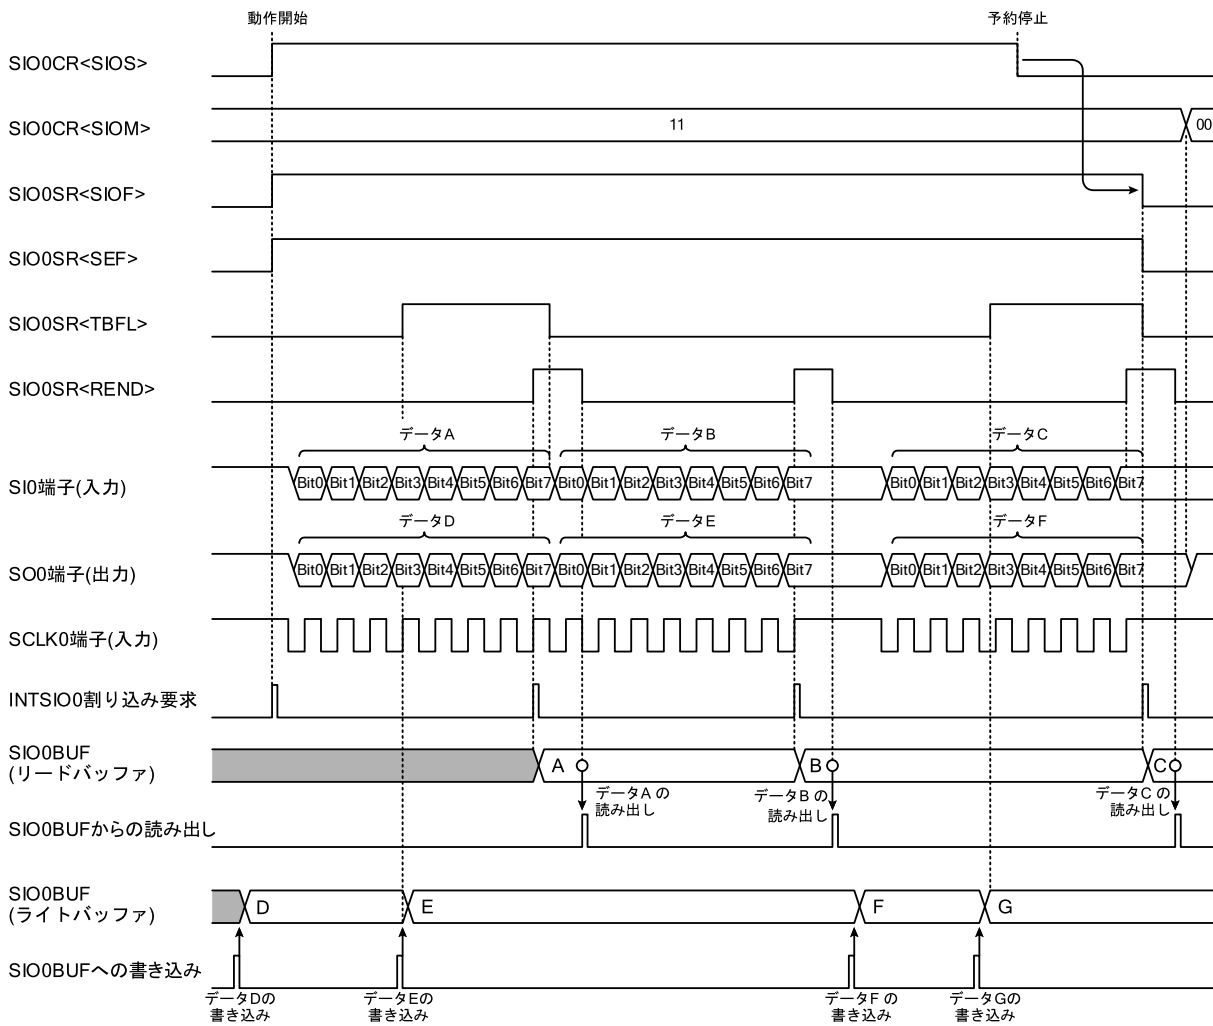 動作開始
予約停止
SIO0CR<SIOS>
SIO0CR<SIOM>
11
00
SIO0SR<SIOF>
SIO0SR<SEF>
SIO0SR<TBFL>
SIO0SR<REND>
データA
データB
データC
SI0端子(入力)
Bit0 Bit1 Bit2 Bit3 Bit4 Bit5 Bit6 Bit7 Bit0 Bit1 Bit2 Bit3 Bit4 Bit5 Bit6 Bit7
Bit0 Bit1 Bit2 Bit3 Bit4 Bit5 Bit6 Bit7
データD
データE
データF
SO0端子(出力)
Bit0 Bit1 Bit2 Bit3 Bit4 Bit5 Bit6 Bit7 Bit0 Bit1 Bit2 Bit3 Bit4 Bit5 Bit6 Bit7
Bit0 Bit1 Bit2 Bit3 Bit4 Bit5 Bit6 Bit7
SCLK0端子(入力)
INTSIO0割り込み要求
SIO0BUF
(リードバッファ)
A
B
C
データA の
読み出し
データB の
読み出し
データC の
読み出し
SIO0BUFからの読み出し
SIO0BUF
(ライトバッファ)
D
E
F
G
SIO0BUFへの書き込み
データDの
書き込み
データEの
書き込み
データF の
書き込み
データGの
書き込み